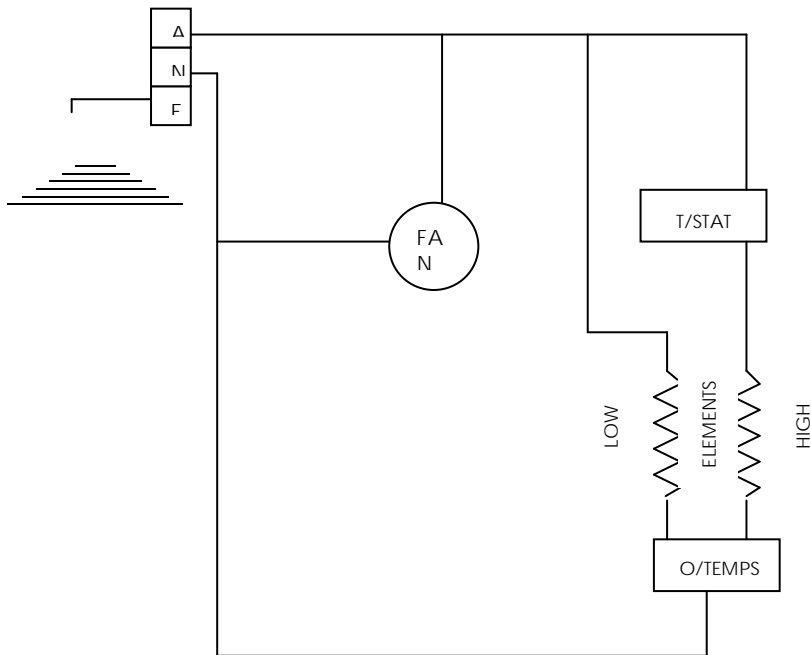 A
N
E
FA
N
T/STAT
LOW
ELEMENTS
HIGH
O/TEMPS